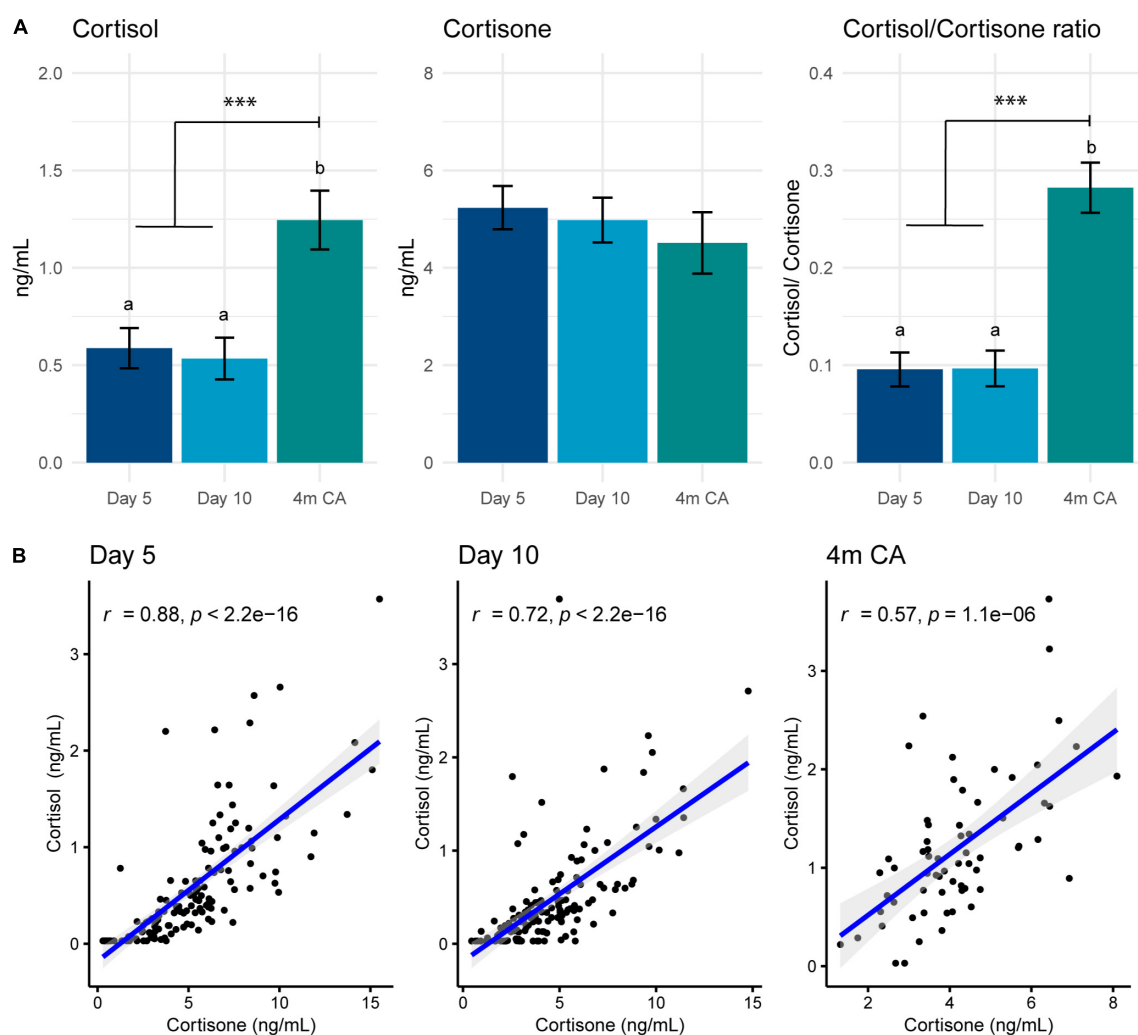 A
Cortisol
Cortisone
Cortisol/Cortisone ratio
2.0
1.5
1.0
0.5
0.0
ng/mL
***
a
a
b
Day 5
Day 10
4m CA
8
6
4
2
0
ng/mL
Day 5
Day 10
4m CA
0.4
0.3
0.2
0.1
0.0
Cortisol/ Cortisone
***
a
a
b
Day 5
Day 10
4m CA
B
Day 5
Day 10
4m CA
r = 0.88, p < 2.2e−16
3
2
1
0
Cortisol (ng/mL)
0
5
10
15
Cortisone (ng/mL)
r = 0.72, p < 2.2e−16
3
2
1
0
Cortisol (ng/mL)
0
5
10
15
Cortisone (ng/mL)
r = 0.57, p = 1.1e−06
3
2
1
0
Cortisol (ng/mL)
2
4
6
8
Cortisone (ng/mL)